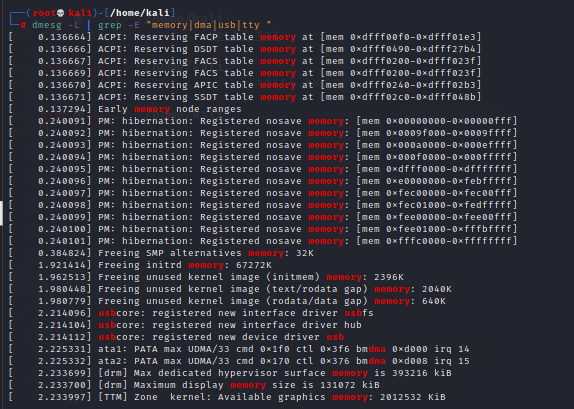 ┌──(root💀kali)-[/home/kali]
└─# dmesg -L | grep -E "memory|dma|usb|tty "
[    0.136664] ACPI: Reserving FACP table memory at [mem 0×dfff00f0-0×dfff01e3]
[    0.136666] ACPI: Reserving DSDT table memory at [mem 0×dfff0490-0×dfff27b4]
[    0.136667] ACPI: Reserving FACS table memory at [mem 0×dfff0200-0×dfff023f]
[    0.136668] ACPI: Reserving FACS table memory at [mem 0×dfff0200-0×dfff023f]
[    0.136670] ACPI: Reserving APIC table memory at [mem 0×dfff0240-0×dfff02b3]
[    0.136671] ACPI: Reserving SSDT table memory at [mem 0×dfff02c0-0×dfff048b]
[    0.137294] Early memory node ranges
[    0.240091] PM: hibernation: Registered nosave memory: [mem 0×00000000-0×00000fff]
[    0.240092] PM: hibernation: Registered nosave memory: [mem 0×0009f000-0×0009ffff]
[    0.240093] PM: hibernation: Registered nosave memory: [mem 0×000a0000-0×000effff]
[    0.240094] PM: hibernation: Registered nosave memory: [mem 0×000f0000-0×000fffff]
[    0.240095] PM: hibernation: Registered nosave memory: [mem 0×dfff0000-0×dfffffff]
[    0.240096] PM: hibernation: Registered nosave memory: [mem 0×e0000000-0×febfffff]
[    0.240097] PM: hibernation: Registered nosave memory: [mem 0×fec00000-0×fec00fff]
[    0.240098] PM: hibernation: Registered nosave memory: [mem 0×fec01000-0×fedfffff]
[    0.240099] PM: hibernation: Registered nosave memory: [mem 0×fee00000-0×fee00fff]
[    0.240100] PM: hibernation: Registered nosave memory: [mem 0×fee01000-0×fffbffff]
[    0.240101] PM: hibernation: Registered nosave memory: [mem 0×fffc0000-0×ffffffff]
[    0.384824] Freeing SMP alternatives memory: 32K
[    1.921414] Freeing initrd memory: 67272K
[    1.962513] Freeing unused kernel image (initmem) memory: 2396K
[    1.980448] Freeing unused kernel image (text/rodata gap) memory: 2040K
[    1.980779] Freeing unused kernel image (rodata/data gap) memory: 640K
[    2.214096] usbcore: registered new interface driver usbfs
[    2.214104] usbcore: registered new interface driver hub
[    2.214112] usbcore: registered new device driver usb
[    2.225331] ata1: PATA max UDMA/33 cmd 0×1f0 ctl 0×3f6 bmdma 0×d000 irq 14
[    2.225332] ata2: PATA max UDMA/33 cmd 0×170 ctl 0×376 bmdma 0×d008 irq 15
[    2.233699] [drm] Max dedicated hypervisor surface memory is 393216 kiB
[    2.233700] [drm] Maximum display memory size is 131072 kiB
[    2.233997] [TTM] Zone  kernel: Available graphics memory: 2012532 KiB